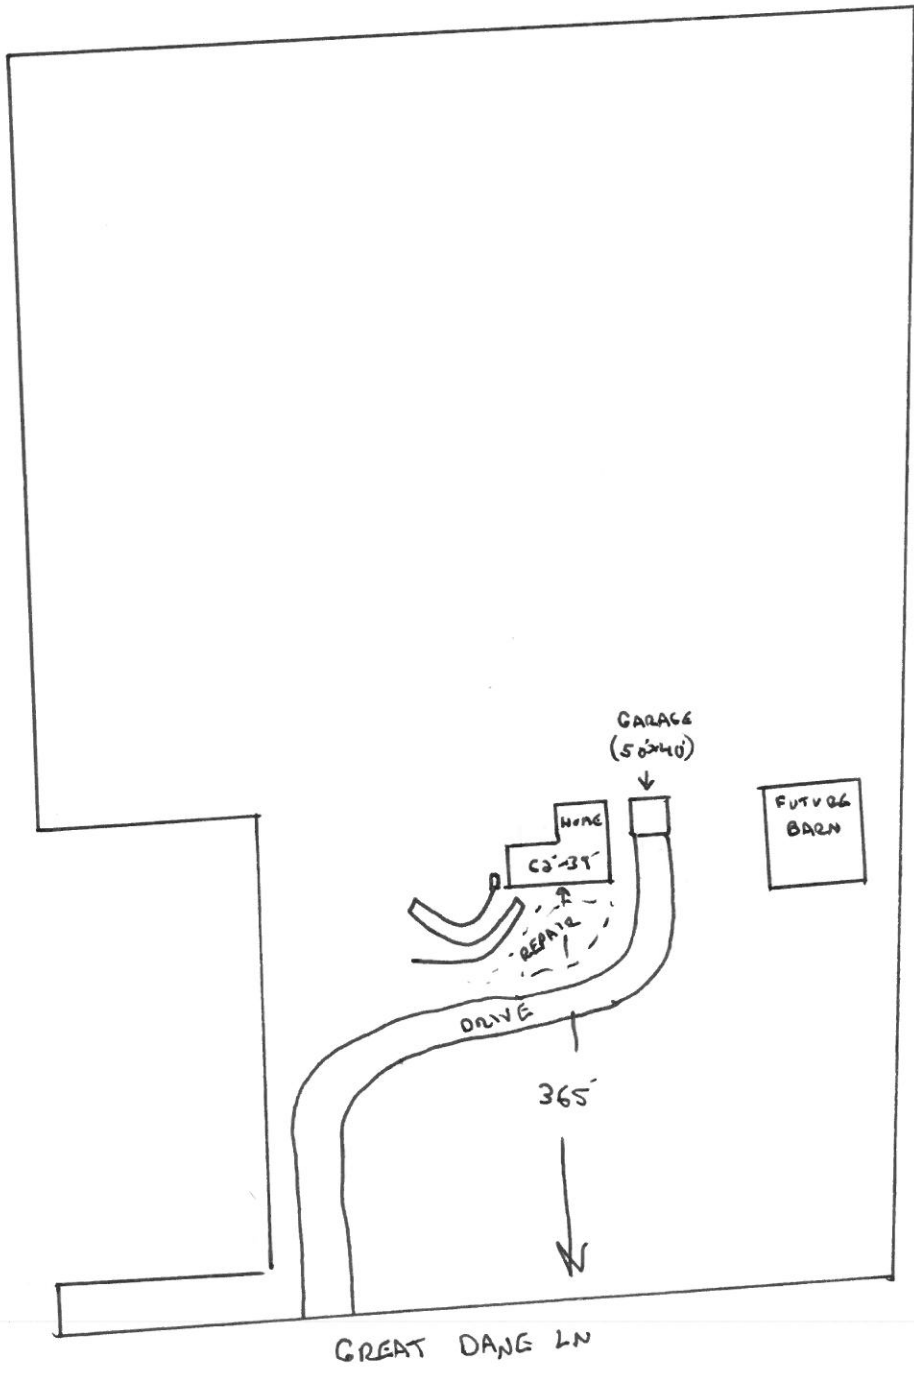 GARAGE
(50'x40')
HOME
FUTURE
BARN
REPAIR
DRIVE
365'
GREAT DANE LN